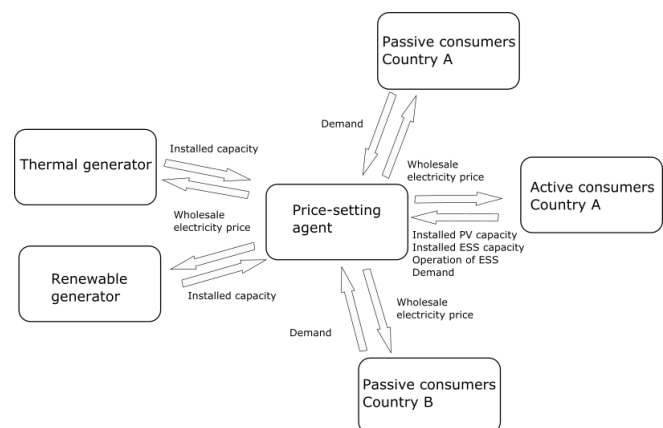 Passive consumers
Country A
Demand
Installed capacity
Thermal generator
Wholesale
electricity price
Active consumers
Country A
Price-setting
agent
Wholesale
electricity price
Installed PV capacity
Installed ESS capacity
Operation of ESS
Demand
Renewable
generator
Installed capacity
Wholesale
electricity price
Demand
Passive consumers
Country B